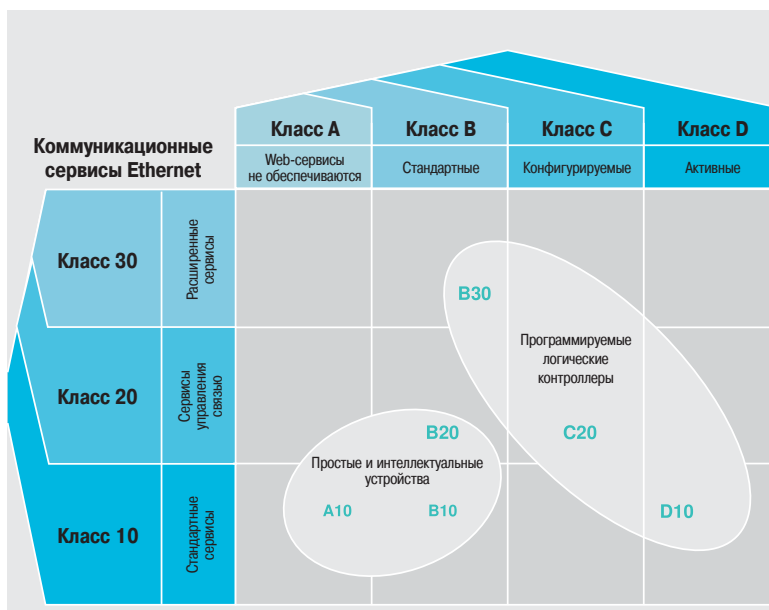 Коммуникационные
сервисы Ethernet
Класс A
Класс B
Класс C
Класс D
Web-сервисы
не обеспечиваются
Стандартные
Конфигурируемые
Активные
Класс 30
Расширенные
сервисы
B30
Программируемые
логические
контроллеры
Класс 20
Сервисы
управления
связью
B20
C20
Простые и интеллектуальные
устройства
Класс 10
Стандартные
сервисы
A10
B10
D10